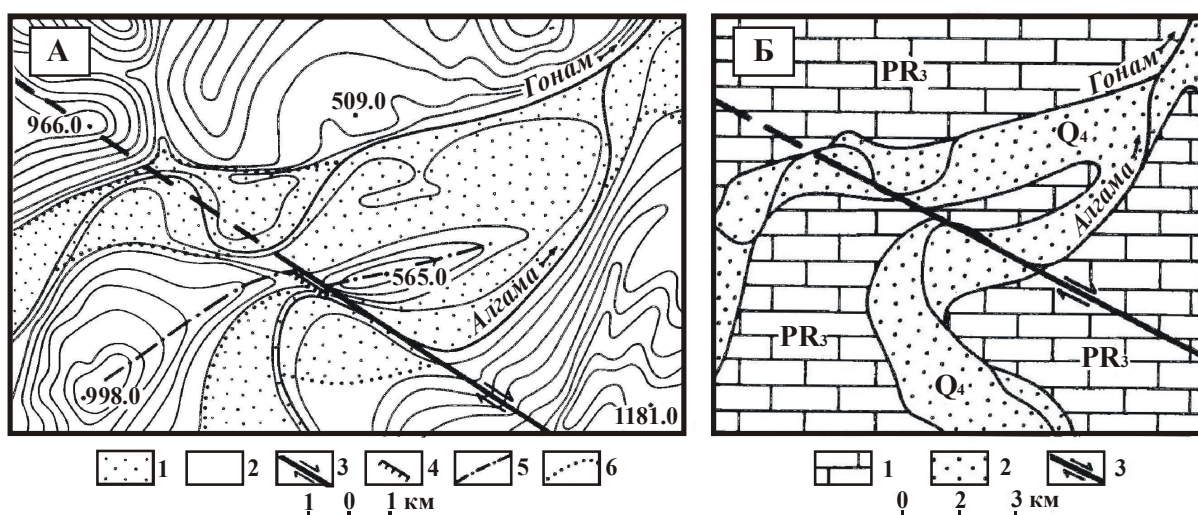 А
966.0
509.0
Гонам
565.0
Алгама
998.0
1181.0
1 2 3 4 5 6
1 0 1 км
Б
PR3
Гонам
Q4
Алгама
PR3
PR3
Q4
1 2 3
0 2 3 км